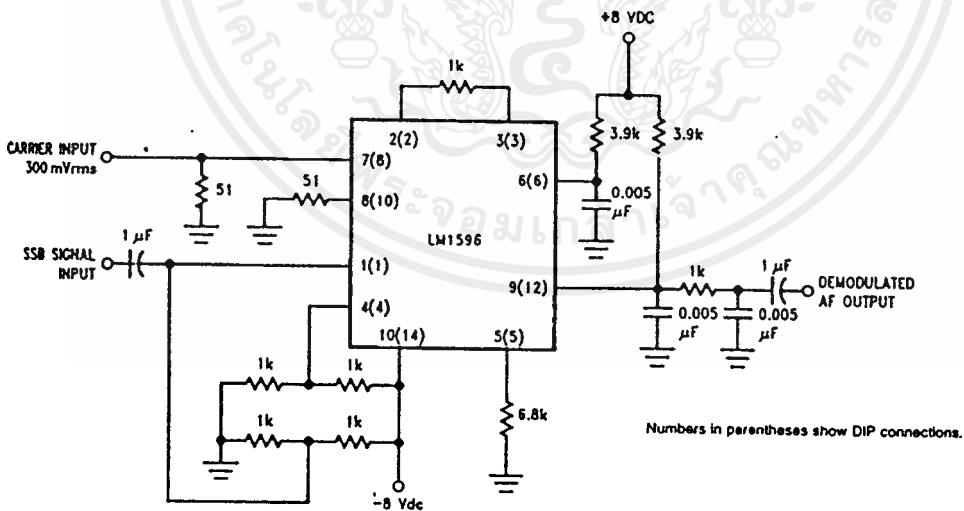 +8 VDC
1k
2(2)
3(3)
3.9k
3.9k
CARRIER INPUT
300 mVrms
7(8)
51
6(6)
0.005
µF
51
8(10)
LM1596
SSB SIGNAL
INPUT
1 µF
1(1)
9(12)
1k
1 µF
DEMODULATED
AF OUTPUT
0.005
µF
0.005
µF
4(4)
10(14)
5(5)
1k
1k
1k
1k
6.8k
Numbers in parentheses show DIP connections.
-8 Vdc